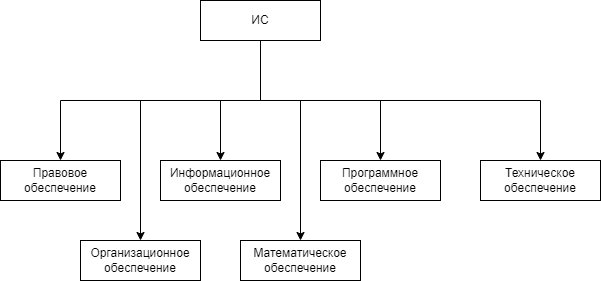 ИС
Правовое
обеспечение
Информационное
обеспечение
Программное
обеспечение
Техническое
обеспечение
Организационное
обеспечение
Математическое
обеспечение